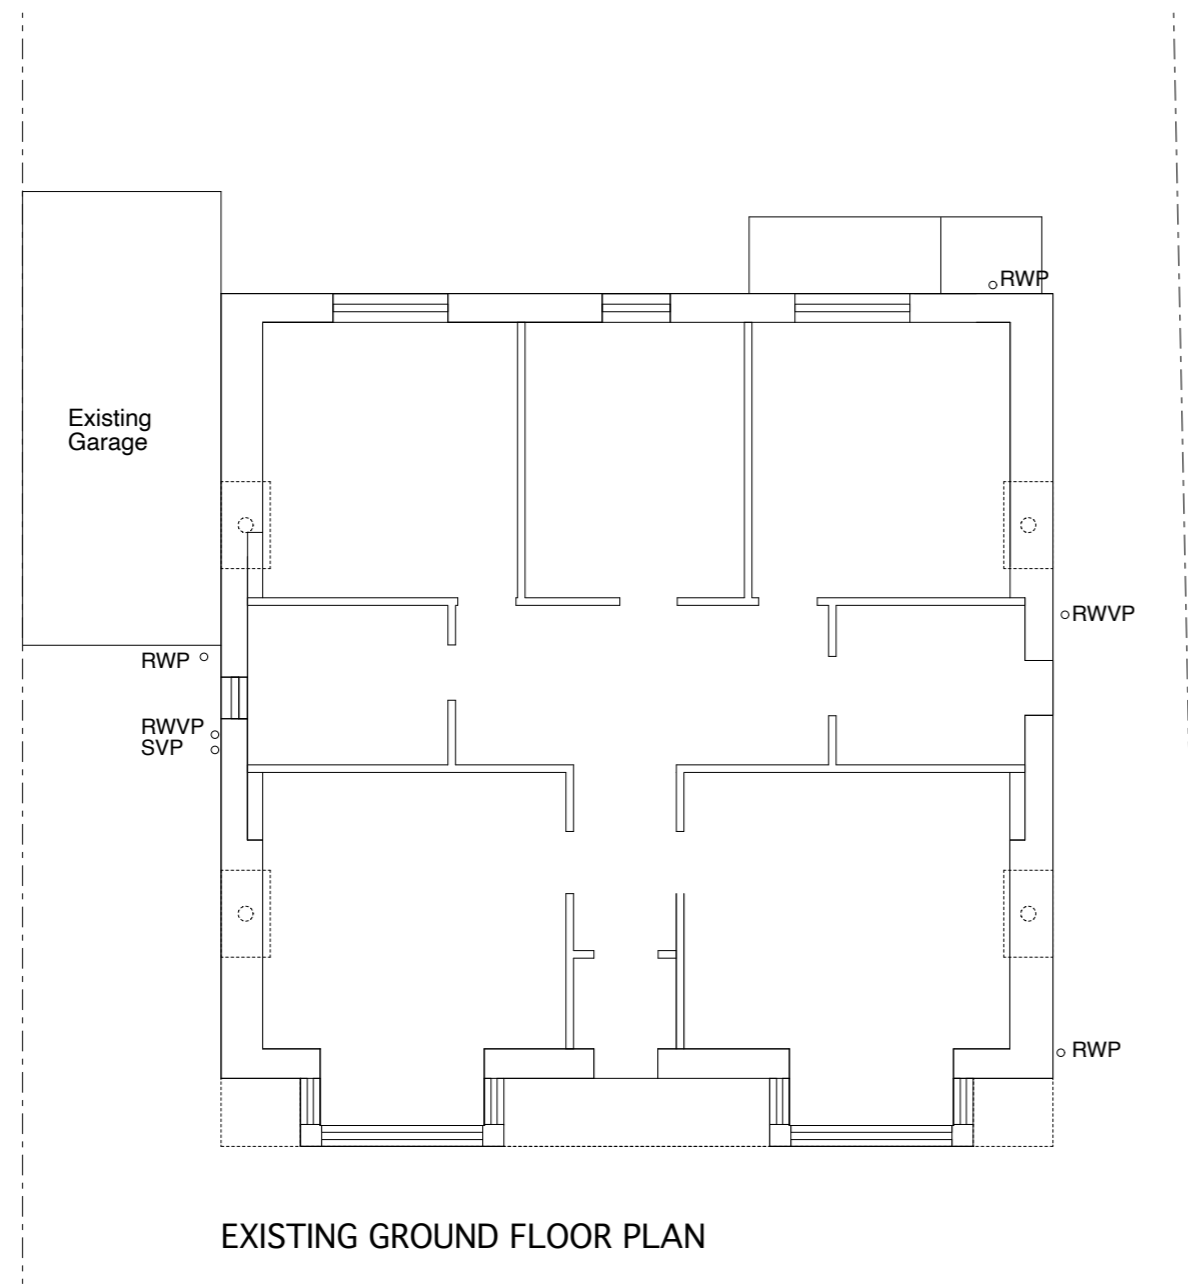 RWP
Existing
Garage
RWVP
RWP
RWVP
SVP
RWP
EXISTING GROUND FLOOR PLAN